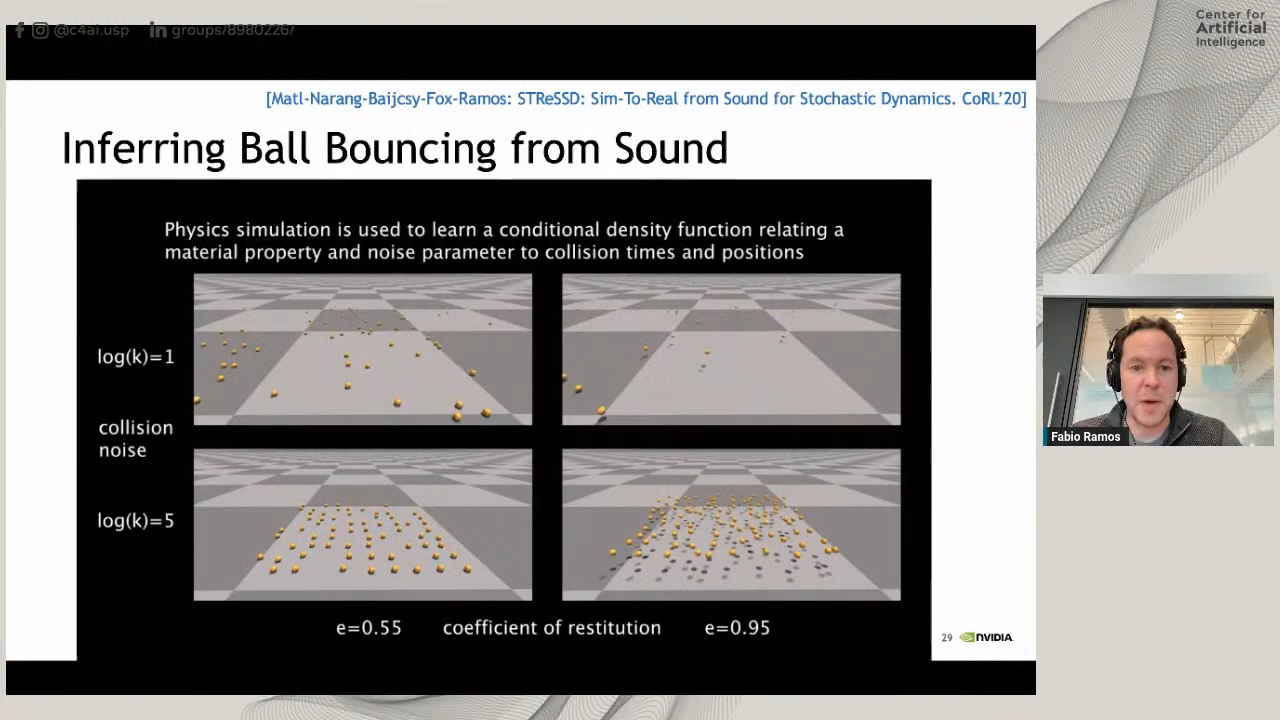 @c4ai.usp groups/8980226/
Center for
Artificial
Intelligence
[Matl-Narang-Baijcsy-Fox-Ramos: STReSSD: Sim-To-Real from Sound for Stochastic Dynamics. CoRL'20]
Inferring Ball Bouncing from Sound
Physics simulation is used to learn a conditional density function relating a
material property and noise parameter to collision times and positions
log(k)=1
collision
noise
log(k)=5
e=0.55 coefficient of restitution e=0.95
29 NVIDIA
Fabio Ramos